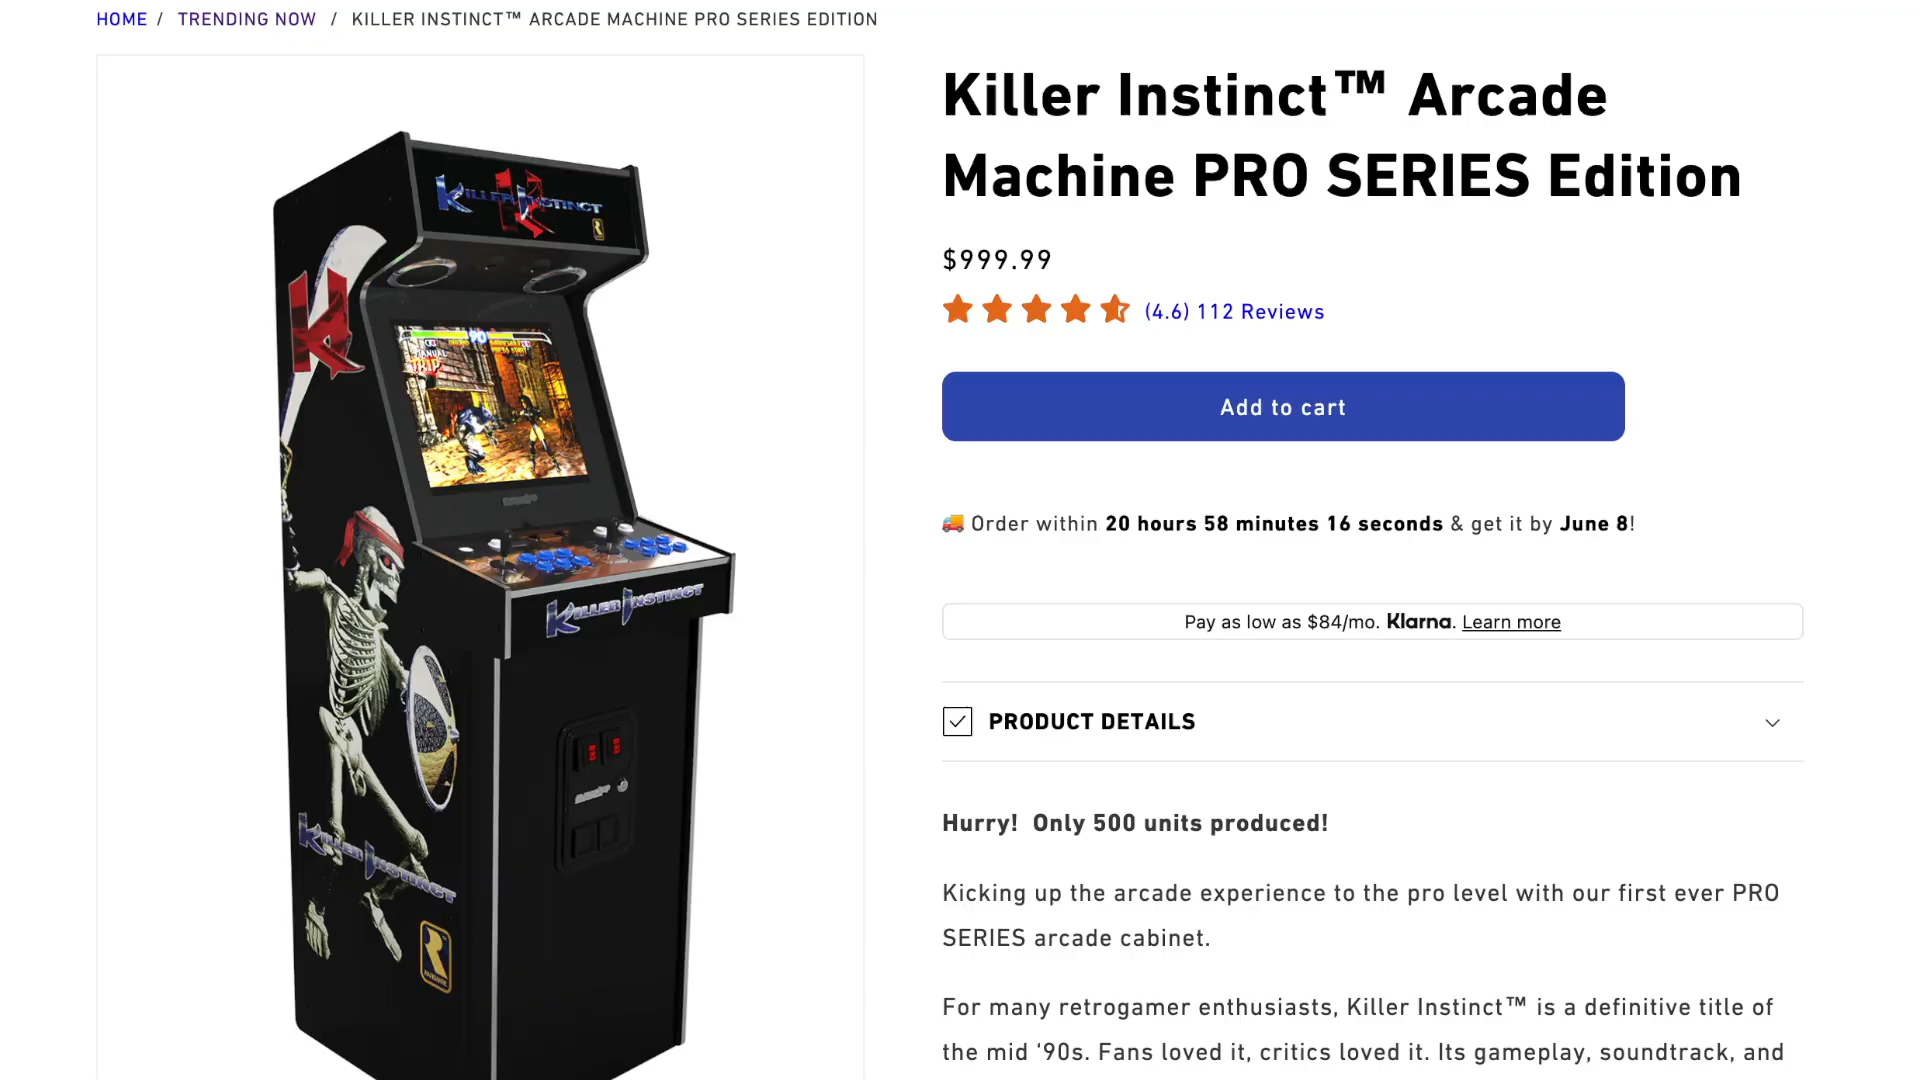 HOME / TRENDING NOW / KILLER INSTINCT™ ARCADE MACHINE PRO SERIES EDITION
KILLER INSTINCT
KILLER INSTINCT
KILLER INSTINCT
Killer Instinct™ Arcade
Machine PRO SERIES Edition
$999.99
(4.6) 112 Reviews
Add to cart
🚚 Order within 20 hours 58 minutes 16 seconds & get it by June 8!
Pay as low as $84/mo. Klarna. Learn more
PRODUCT DETAILS
Hurry! Only 500 units produced!
Kicking up the arcade experience to the pro level with our first ever PRO
SERIES arcade cabinet.
For many retrogamer enthusiasts, Killer Instinct™ is a definitive title of
the mid ‘90s. Fans loved it, critics loved it. Its gameplay, soundtrack, and